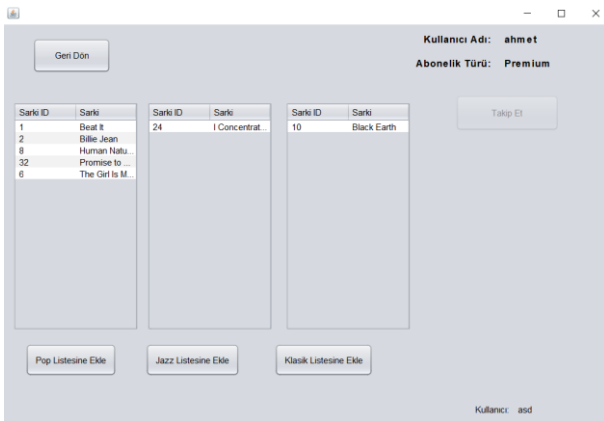 Kullanıcı Adı: ahmet
Geri Dön
Abonelik Türü: Premium
Sarki ID Sarki Sarki ID Sarki Sarki ID Sarki
Takip Et
1 Beat It 24 I Concentrat... 10 Black Earth
2 Billie Jean
8 Human Natu...
32 Promise to ...
6 The Girl Is M...
Pop Listesine Ekle Jazz Listesine Ekle Klasik Listesine Ekle
Kullanıcı: asd